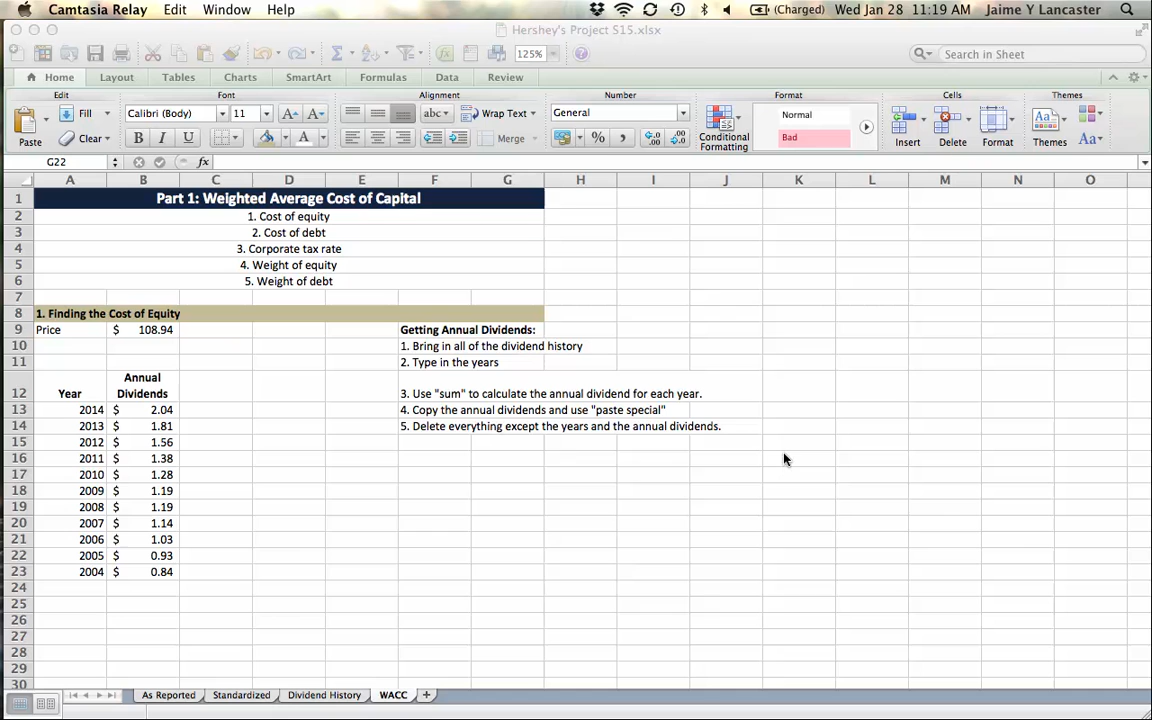 Camtasia Relay Edit Window Help (Charged) Wed Jan 28 11:19 AM Jaime Y Lancaster
Hershey's Project S15.xlsx
125% Search in Sheet
Home Layout Tables Charts SmartArt Formulas Data Review
Edit Font Alignment Number Format Cells Themes
Fill Calibri (Body) 11 A A abc Wrap Text General Normal
Paste Clear B I U A Merge % , .0 .00 .00 .0 Conditional Formatting Bad Insert Delete Format Themes Aa
G22 fx
A B C D E F G H I J K L M N O
1 Part 1: Weighted Average Cost of Capital
2 1. Cost of equity
3 2. Cost of debt
4 3. Corporate tax rate
5 4. Weight of equity
6 5. Weight of debt
7
8 1. Finding the Cost of Equity
9 Price $ 108.94 Getting Annual Dividends:
10 1. Bring in all of the dividend history
11 2. Type in the years
12 Year Annual Dividends 3. Use "sum" to calculate the annual dividend for each year.
13 2014 $ 2.04 4. Copy the annual dividends and use "paste special"
14 2013 $ 1.81 5. Delete everything except the years and the annual dividends.
15 2012 $ 1.56
16 2011 $ 1.38
17 2010 $ 1.28
18 2009 $ 1.19
19 2008 $ 1.19
20 2007 $ 1.14
21 2006 $ 1.03
22 2005 $ 0.93
23 2004 $ 0.84
24
25
26
27
28
29
30
As Reported Standardized Dividend History WACC +